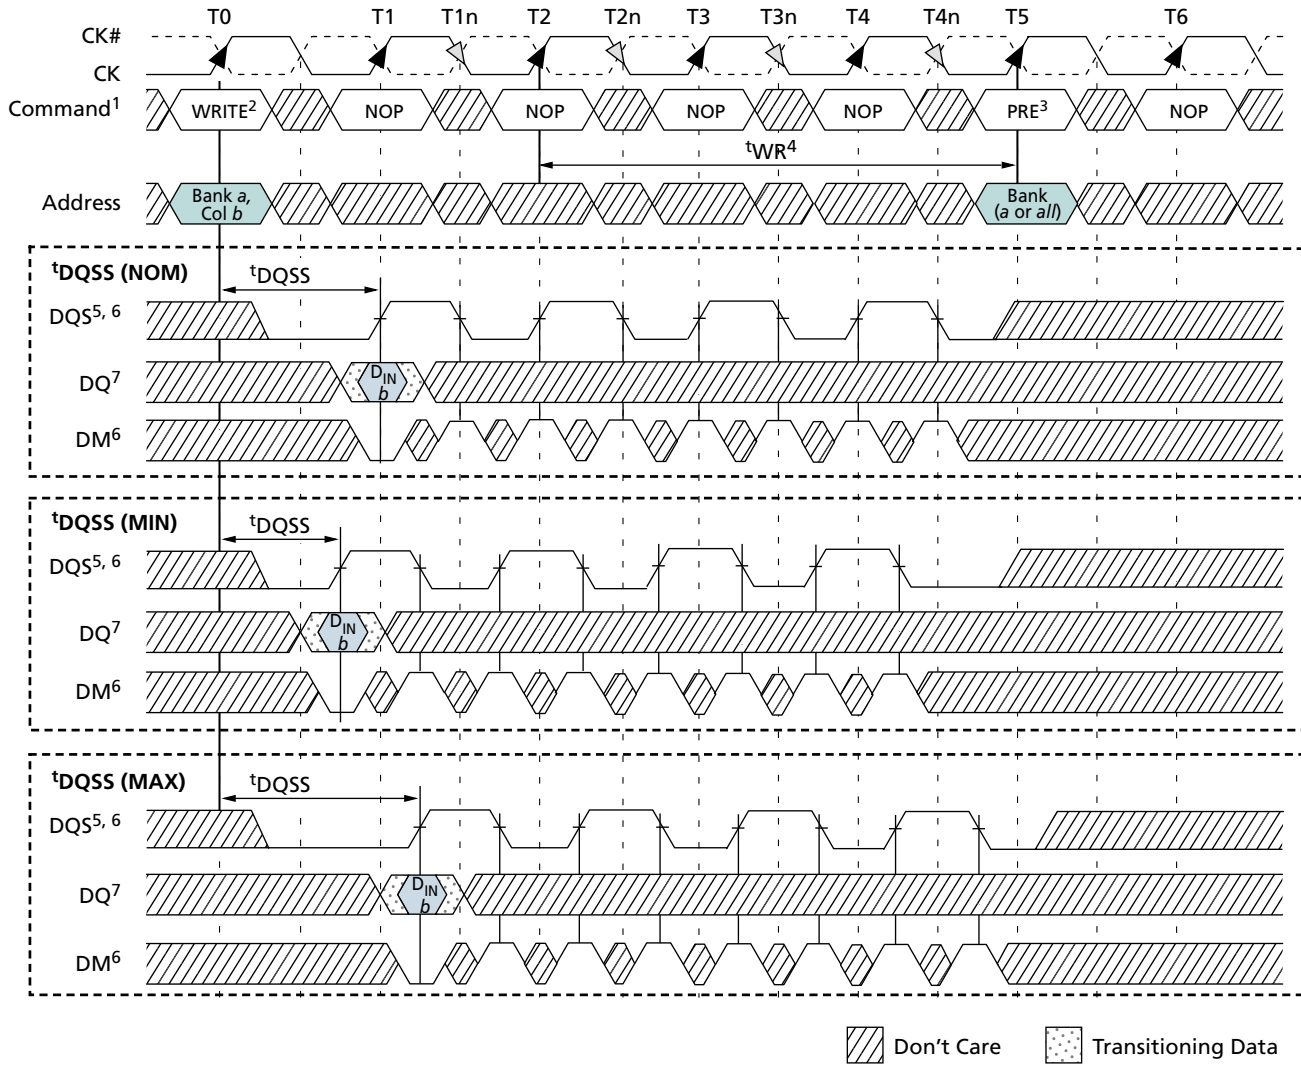 T0 T1 T1n T2 T2n T3 T3n T4 T4n T5 T6
CK#
CK
Command¹ WRITE² NOP NOP NOP NOP PRE³ NOP
ᵗWR⁴
Address Bank a, Bank
Col b (a or all)
ᵗDQSS (NOM) ᵗDQSS
DQS⁵, ⁶
DQ⁷ DIN
b
DM⁶
ᵗDQSS (MIN) ᵗDQSS
DQS⁵, ⁶
DQ⁷ DIN
b
DM⁶
ᵗDQSS (MAX) ᵗDQSS
DQS⁵, ⁶
DQ⁷ DIN
b
DM⁶
Don't Care Transitioning Data